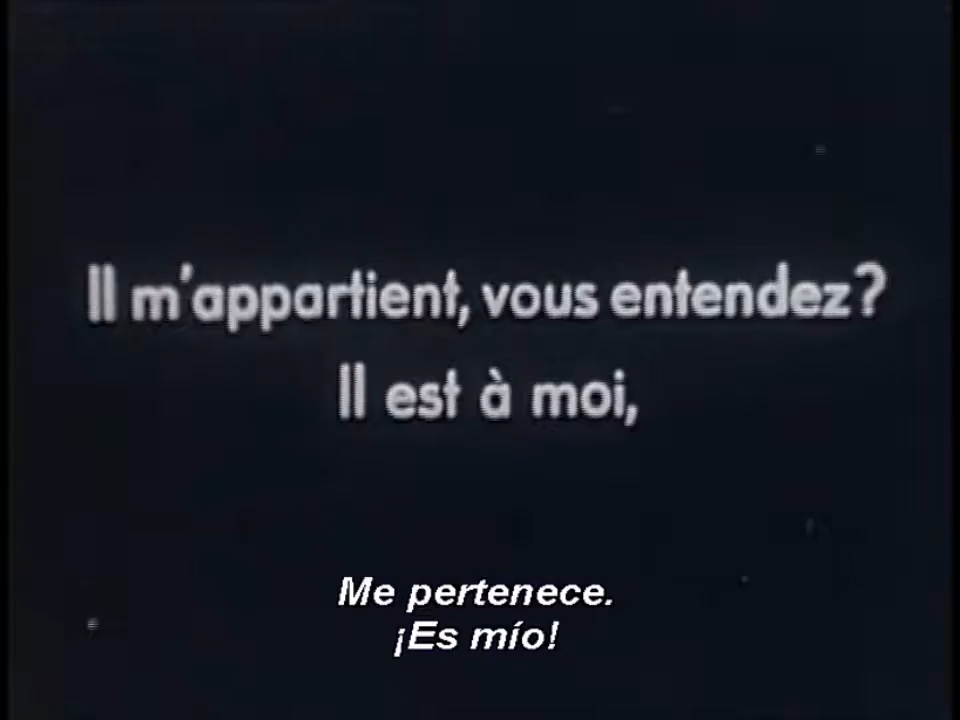 Il m'appartient, vous entendez?
Il est à moi,
Me pertenece.
¡Es mío!